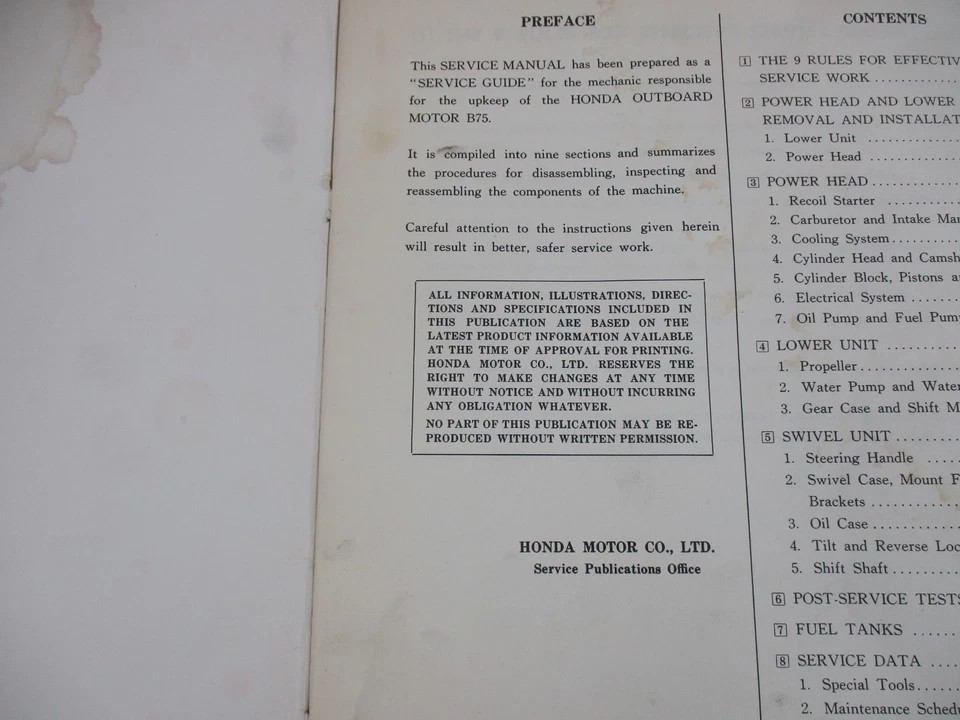 PREFACE
This SERVICE MANUAL has been prepared as a
"SERVICE GUIDE" for the mechanic responsible
for the upkeep of the HONDA OUTBOARD
MOTOR B75.
It is compiled into nine sections and summarizes
the procedures for disassembling, inspecting and
reassembling the components of the machine.
Careful attention to the instructions given herein
will result in better, safer service work.
ALL INFORMATION, ILLUSTRATIONS, DIREC-
TIONS AND SPECIFICATIONS INCLUDED IN
THIS PUBLICATION ARE BASED ON THE
LATEST PRODUCT INFORMATION AVAILABLE
AT THE TIME OF APPROVAL FOR PRINTING.
HONDA MOTOR CO., LTD. RESERVES THE
RIGHT TO MAKE CHANGES AT ANY TIME
WITHOUT NOTICE AND WITHOUT INCURRING
ANY OBLIGATION WHATEVER.
NO PART OF THIS PUBLICATION MAY BE RE-
PRODUCED WITHOUT WRITTEN PERMISSION.
HONDA MOTOR CO., LTD.
Service Publications Office
CONTENTS
1 THE 9 RULES FOR EFFECTIV
SERVICE WORK .............
2 POWER HEAD AND LOWER
REMOVAL AND INSTALLAT
1. Lower Unit ..............
2. Power Head ..............
3 POWER HEAD .............
1. Recoil Starter ...........
2. Carburetor and Intake Man
3. Cooling System ..........
4. Cylinder Head and Camsh
5. Cylinder Block, Pistons a
6. Electrical System .......
7. Oil Pump and Fuel Pum
4 LOWER UNIT ...........
1. Propeller ...............
2. Water Pump and Water
3. Gear Case and Shift M
5 SWIVEL UNIT ..........
1. Steering Handle .....
2. Swivel Case, Mount F
Brackets ..............
3. Oil Case .............
4. Tilt and Reverse Loc
5. Shift Shaft ..........
6 POST-SERVICE TESTS
7 FUEL TANKS ......
8 SERVICE DATA ....
1. Special Tools ......
2. Maintenance Schedu